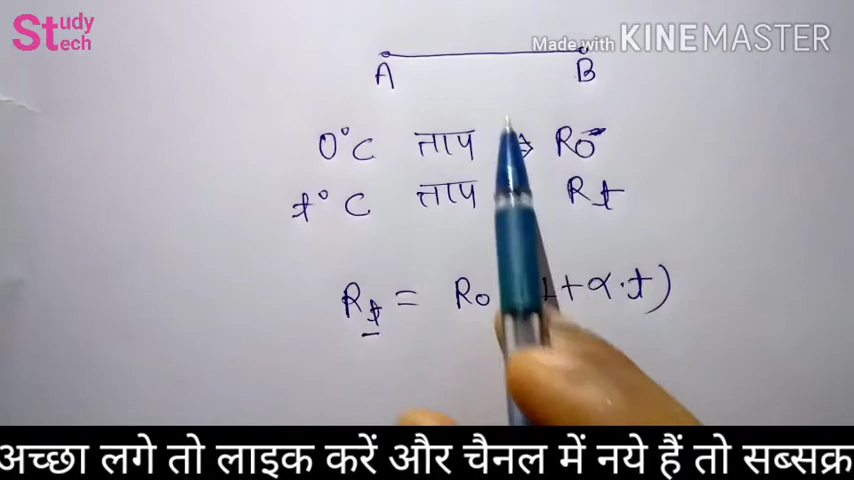 Study
tech
Made with KINEMASTER
A B
0°C ताप ⇒ R0
t°C ताप Rt
Rt = R0 1+α.t)
अच्छा लगे तो लाइक करें और चैनल में नये हैं तो सब्सक्र